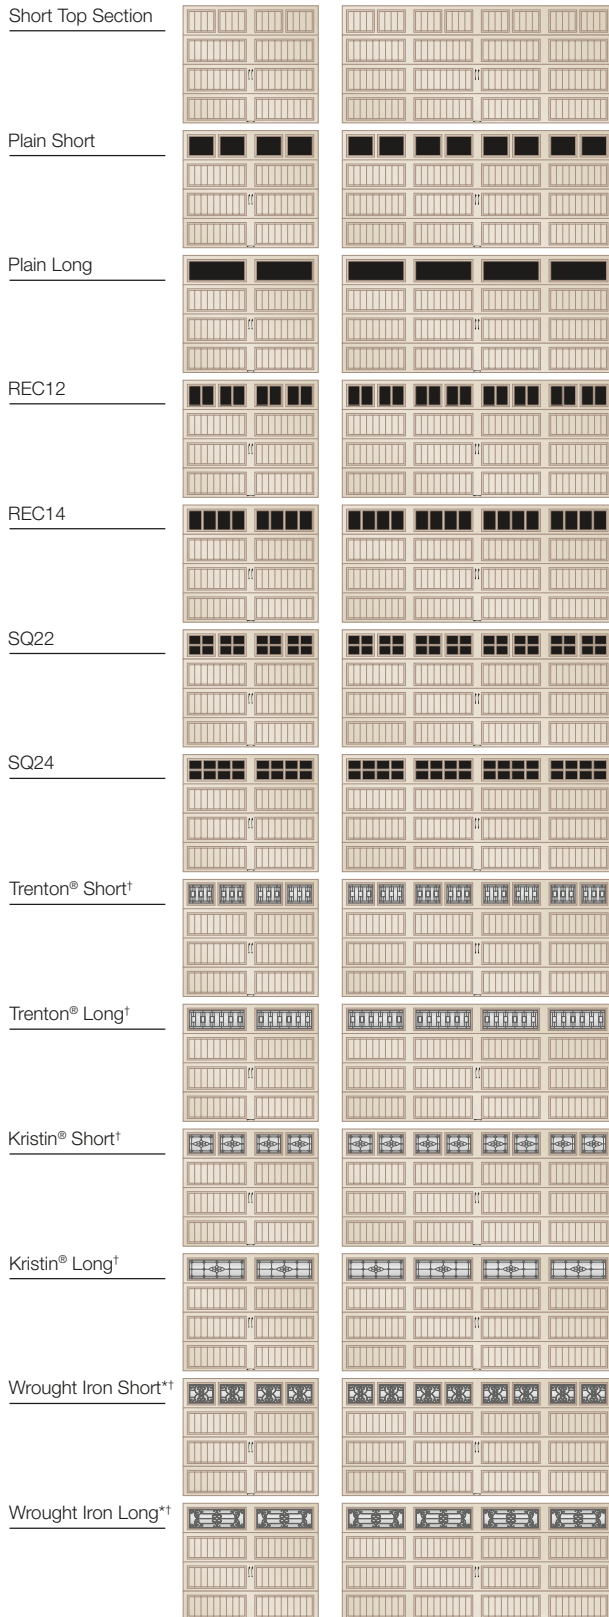 Short Top Section
Plain Short
Plain Long
REC12
REC14
SQ22
SQ24
Trenton® Short†
Trenton® Long†
Kristin® Short†
Kristin® Long†
Wrought Iron Short*†
Wrought Iron Long*†